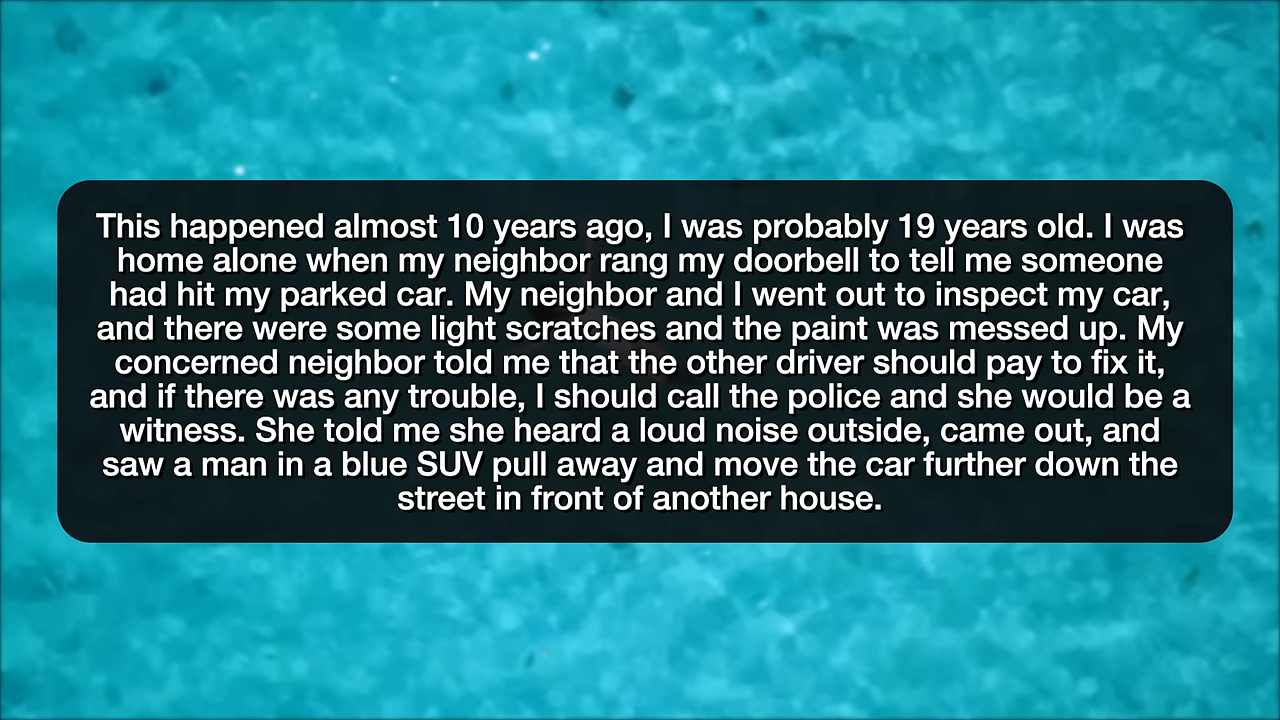 This happened almost 10 years ago, I was probably 19 years old. I was
home alone when my neighbor rang my doorbell to tell me someone
had hit my parked car. My neighbor and I went out to inspect my car,
and there were some light scratches and the paint was messed up. My
concerned neighbor told me that the other driver should pay to fix it,
and if there was any trouble, I should call the police and she would be a
witness. She told me she heard a loud noise outside, came out, and
saw a man in a blue SUV pull away and move the car further down the
street in front of another house.